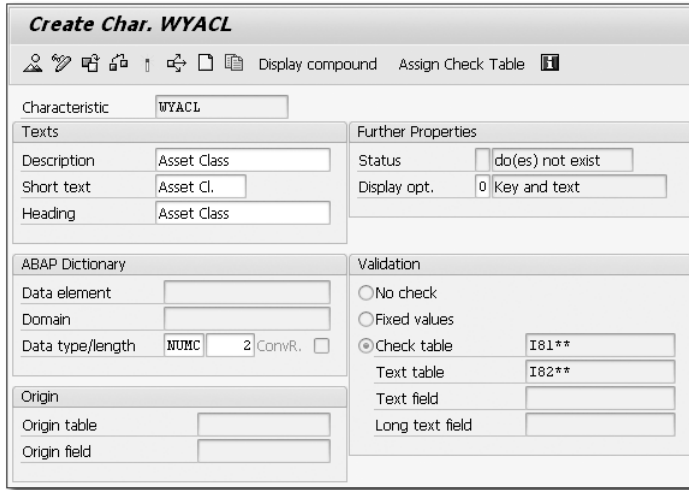 Create Char. WYACL
Display compound Assign Check Table
Characteristic WYACL
Texts
Description Asset Class
Short text Asset Cl.
Heading Asset Class
Further Properties
Status do(es) not exist
Display opt. 0 Key and text
ABAP Dictionary
Data element
Domain
Data type/length NUMC 2 ConvR.
Validation
No check
Fixed values
Check table I81**
Text table I82**
Text field
Long text field
Origin
Origin table
Origin field